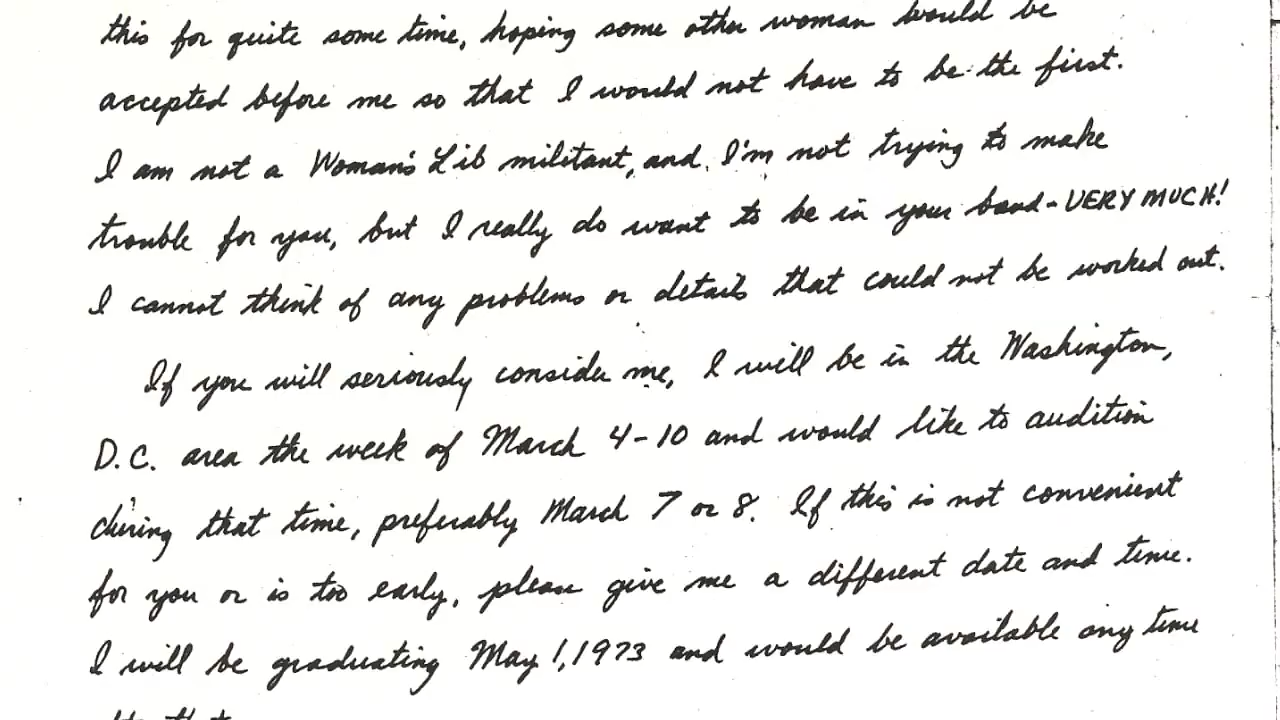 this for quite some time, hoping some other woman would be
accepted before me so that I would not have to be the first.
I am not a Woman's Lib militant, and I'm not trying to make
trouble for you, but I really do want to be in your band - VERY MUCH!
I cannot think of any problems or details that could not be worked out.
If you will seriously consider me, I will be in the Washington,
D.C. area the week of March 4-10 and would like to audition
during that time, preferably March 7 or 8. If this is not convenient
for you or is too early, please give me a different date and time.
I will be graduating May 1, 1973 and would be available any time
that